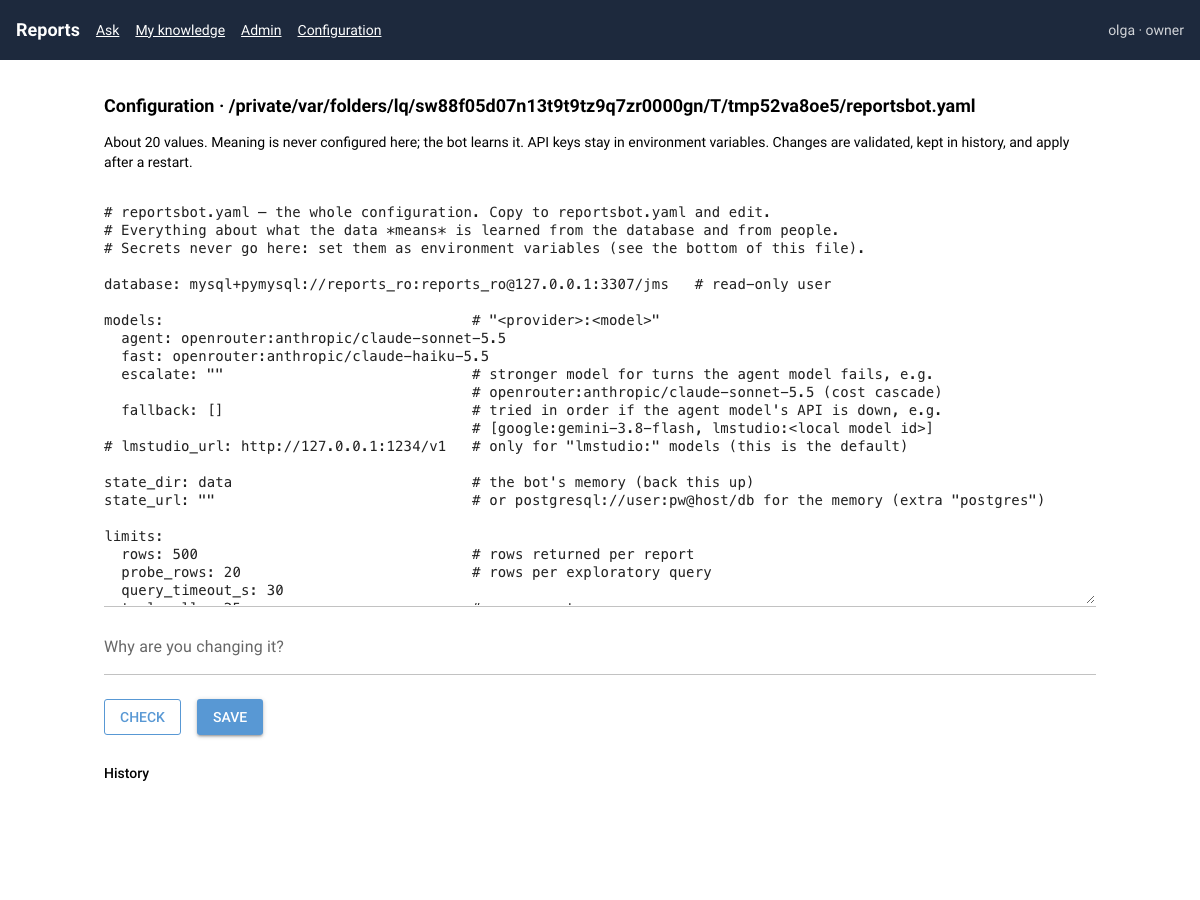 Reports Ask My knowledge Admin Configuration olga · owner
Configuration · /private/var/folders/lq/sw88f05d07n13t9t9tz9q7zr0000gn/T/tmp52va8oe5/reportsbot.yaml
About 20 values. Meaning is never configured here; the bot learns it. API keys stay in environment variables. Changes are validated, kept in history, and apply
after a restart.
# reportsbot.yaml — the whole configuration. Copy to reportsbot.yaml and edit.
# Everything about what the data *means* is learned from the database and from people.
# Secrets never go here: set them as environment variables (see the bottom of this file).
database: mysql+pymysql://reports_ro:reports_ro@127.0.0.1:3307/jms   # read-only user
models:                                    # "<provider>:<model>"
  agent: openrouter:anthropic/claude-sonnet-5.5
  fast: openrouter:anthropic/claude-haiku-5.5
  escalate: ""                             # stronger model for turns the agent model fails, e.g.
                                           # openrouter:anthropic/claude-sonnet-5.5 (cost cascade)
  fallback: []                             # tried in order if the agent model's API is down, e.g.
                                           # [google:gemini-3.8-flash, lmstudio:<local model id>]
# lmstudio_url: http://127.0.0.1:1234/v1   # only for "lmstudio:" models (this is the default)
state_dir: data                            # the bot's memory (back this up)
state_url: ""                              # or postgresql://user:pw@host/db for the memory (extra "postgres")
limits:
  rows: 500                                # rows returned per report
  probe_rows: 20                           # rows per exploratory query
  query_timeout_s: 30
Why are you changing it?
CHECK SAVE
History